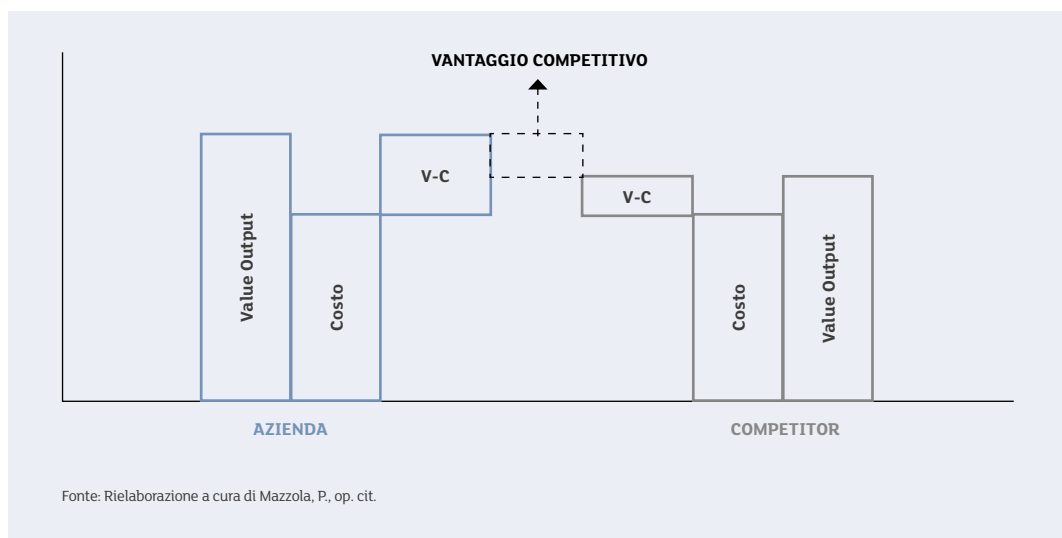 VANTAGGIO COMPETITIVO
Value Output
Costo
V-C
V-C
Costo
Value Output
AZIENDA
COMPETITOR
Fonte: Rielaborazione a cura di Mazzola, P., op. cit.